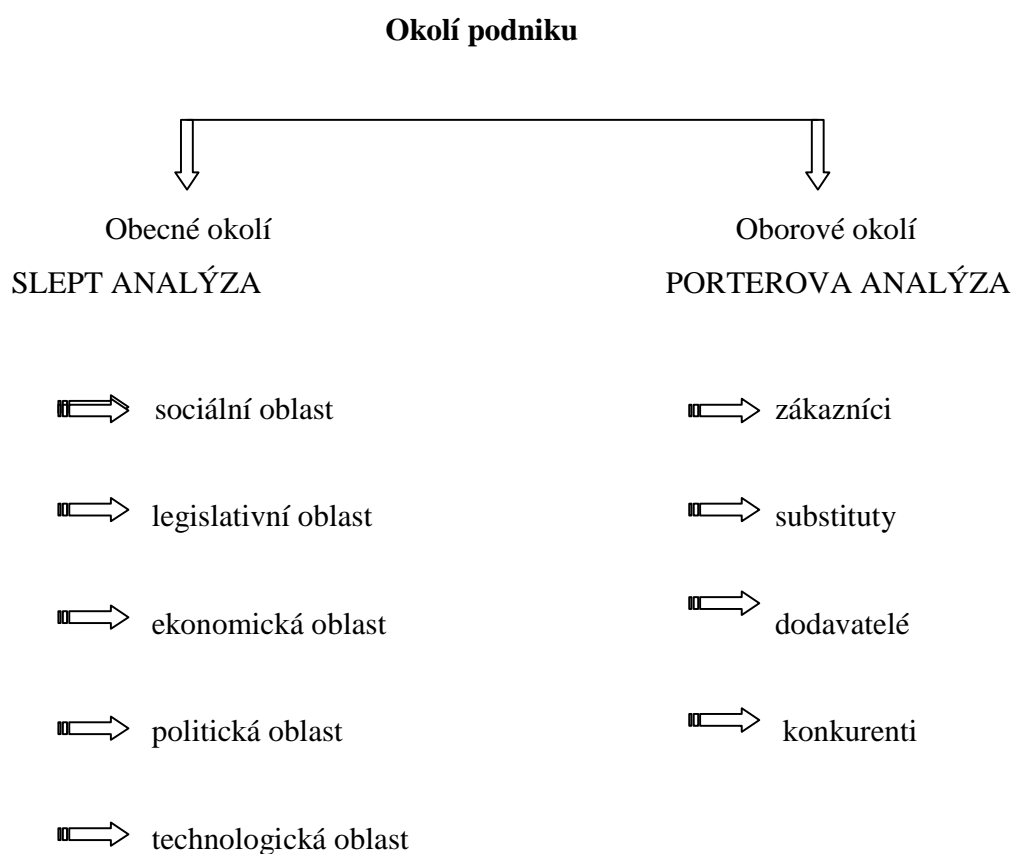 Okolí podniku
Obecné okolí
SLEPT ANALÝZA
sociální oblast
legislativní oblast
ekonomická oblast
politická oblast
technologická oblast
Oborové okolí
PORTEROVA ANALÝZA
zákazníci
substituty
dodavatelé
konkurenti